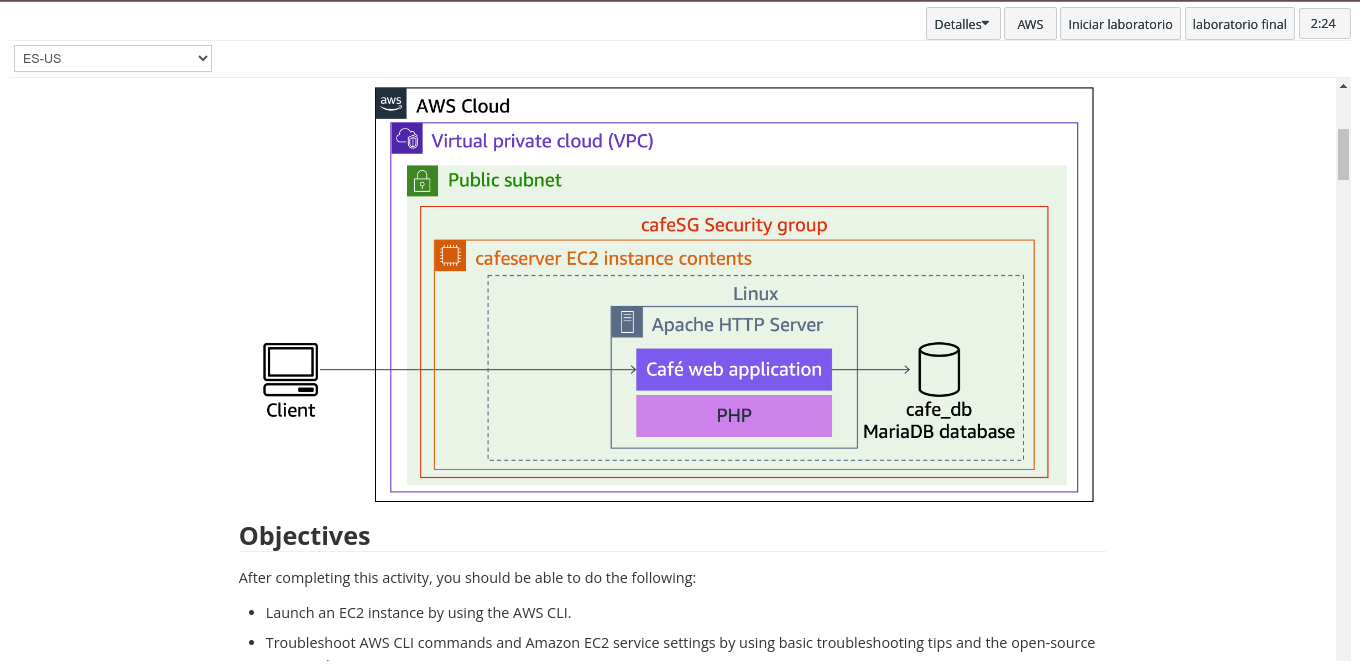 Detalles
AWS
Iniciar laboratorio
laboratorio final
2:24
ES-US
aws
AWS Cloud
Virtual private cloud (VPC)
Public subnet
cafeSG Security group
cafeserver EC2 instance contents
Linux
Apache HTTP Server
Café web application
PHP
Client
cafe_db
MariaDB database
Objectives
After completing this activity, you should be able to do the following:
Launch an EC2 instance by using the AWS CLI.
Troubleshoot AWS CLI commands and Amazon EC2 service settings by using basic troubleshooting tips and the open-source